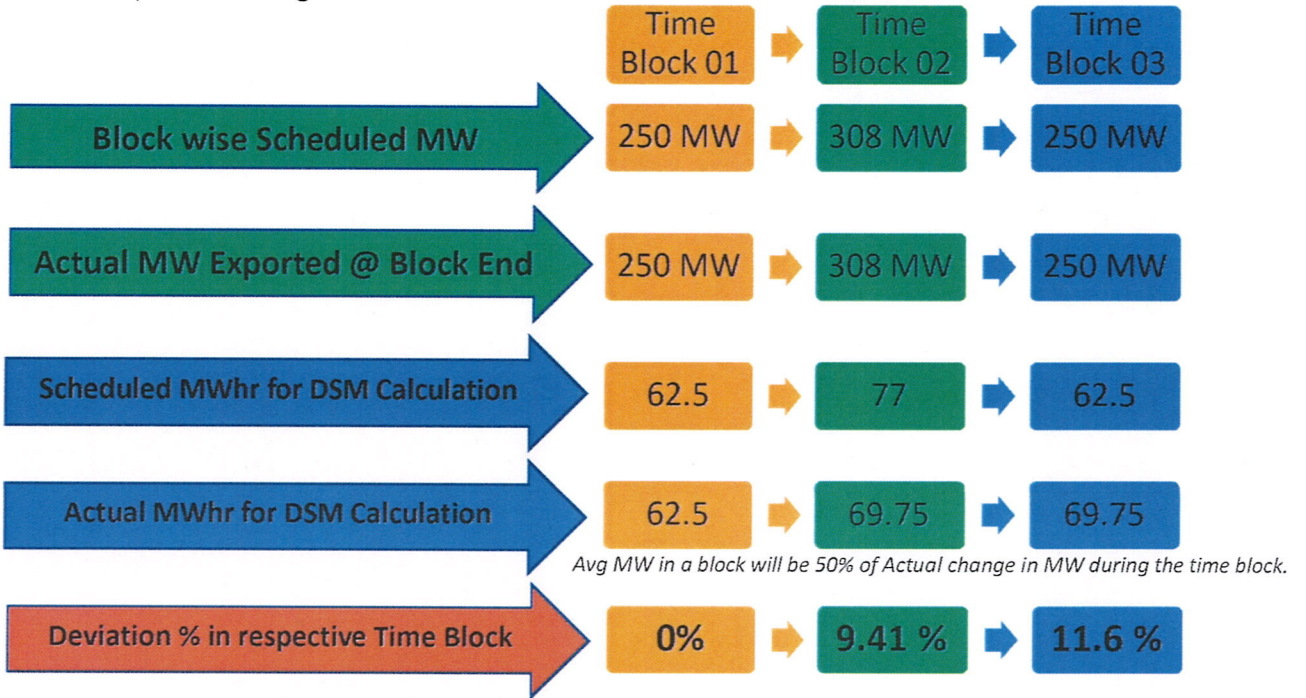 Time Block 01
Time Block 02
Time Block 03
Block wise Scheduled MW
250 MW
308 MW
250 MW
Actual MW Exported @ Block End
250 MW
308 MW
250 MW
Scheduled MWhr for DSM Calculation
62.5
77
62.5
Actual MWhr for DSM Calculation
62.5
69.75
69.75
Avg MW in a block will be 50% of Actual change in MW during the time block.
Deviation % in respective Time Block
0%
9.41 %
11.6 %